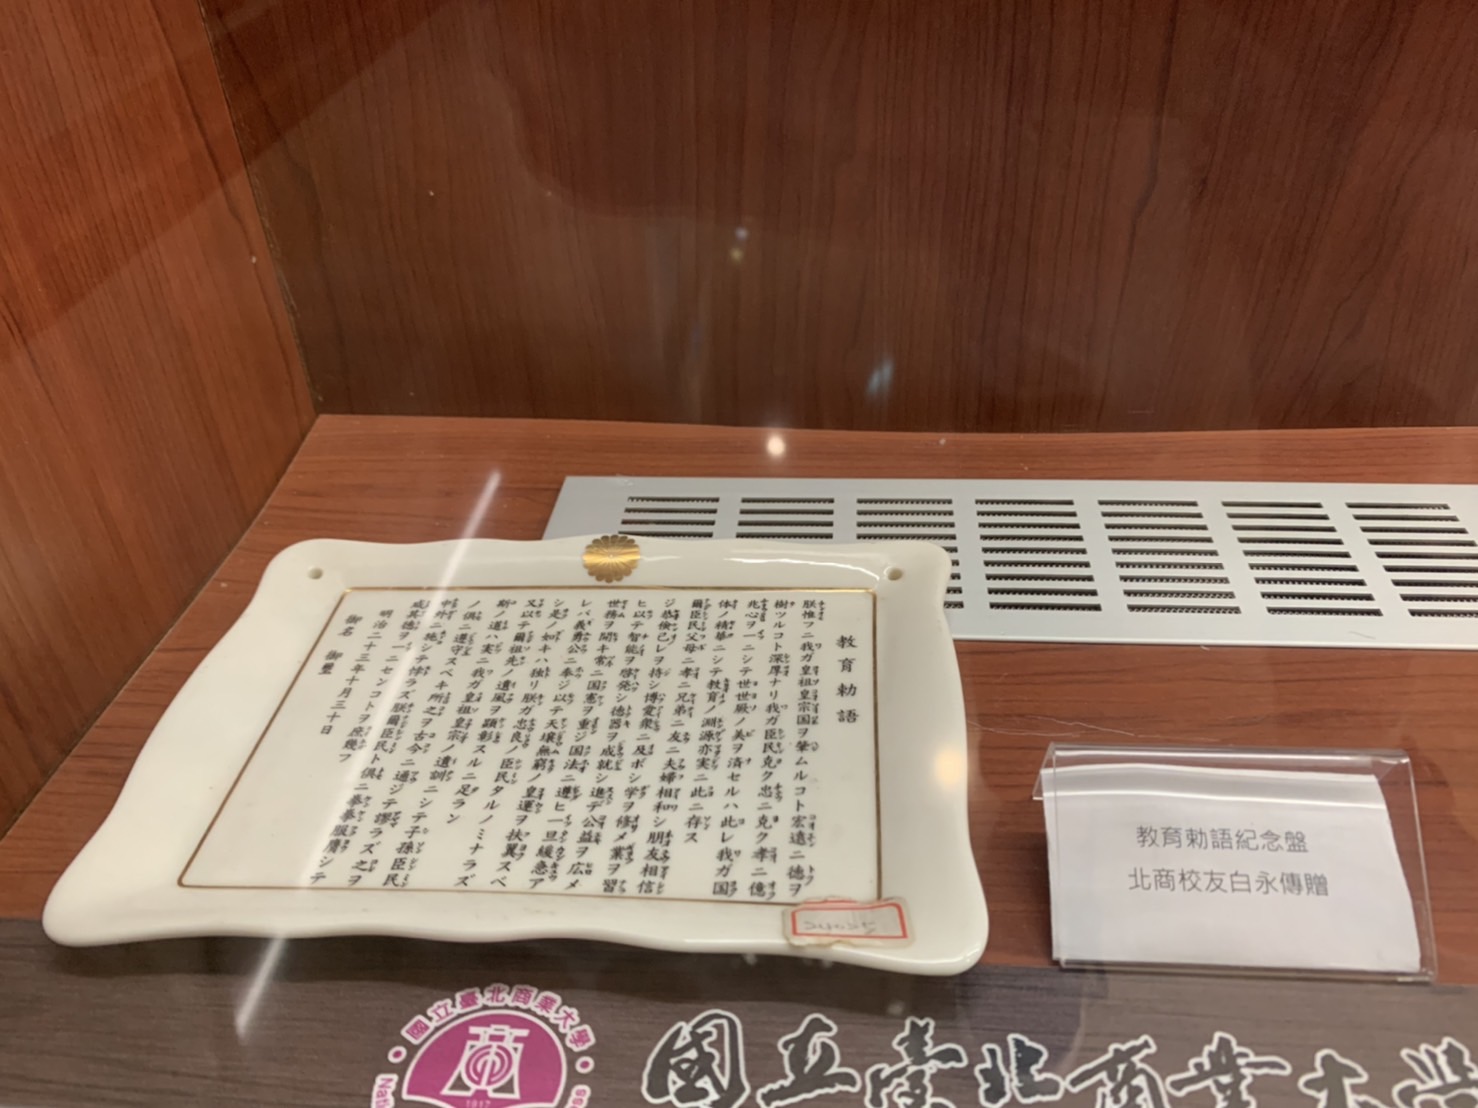 教育勅語
朕惟フニ我ガ皇祖皇宗国ヲ肇ムルコト宏遠ニ徳ヲ
樹ツルコト深厚ナリ我ガ臣民克ク忠ニ克ク孝ニ億
兆心ヲ一ニシテ世世厥ノ美ヲ済セルハ此レ我ガ国
体ノ精華ニシテ教育ノ淵源亦実ニ此ニ存ス
爾臣民父母ニ孝ニ兄弟ニ友ニ夫婦相和シ朋友相信
ジ恭倹己レヲ持シ博愛衆ニ及ボシ学ヲ修メ業ヲ習
ヒ以テ智能ヲ啓発シ徳器ヲ成就シ進デ公益ヲ広メ
世務ヲ開キ常ニ国憲ヲ重ジ国法ニ遵ヒ一旦緩急ア
レバ義勇公ニ奉ジ以テ天壌無窮ノ皇運ヲ扶翼スベ
シ是ノ如キハ独リ朕ガ忠良ノ臣民タルノミナラズ
又以テ爾祖先ノ遺風ヲ顕彰スルニ足ラン
斯ノ道ハ実ニ我ガ皇祖皇宗ノ遺訓ニシテ子孫臣民
ノ倶ニ遵守スベキ所之ヲ古今ニ通ジテ謬ラズ之ヲ
中外ニ施シテ悖ラズ朕爾臣民ト倶ニ拳拳服膺シテ
咸其徳ヲ一ニセンコトヲ庶幾フ
明治二十三年十月三十日
御名 御璽
教育勅語紀念盤
北商校友白永傳贈
國立臺北商業大學
1917
國立臺北商業大學